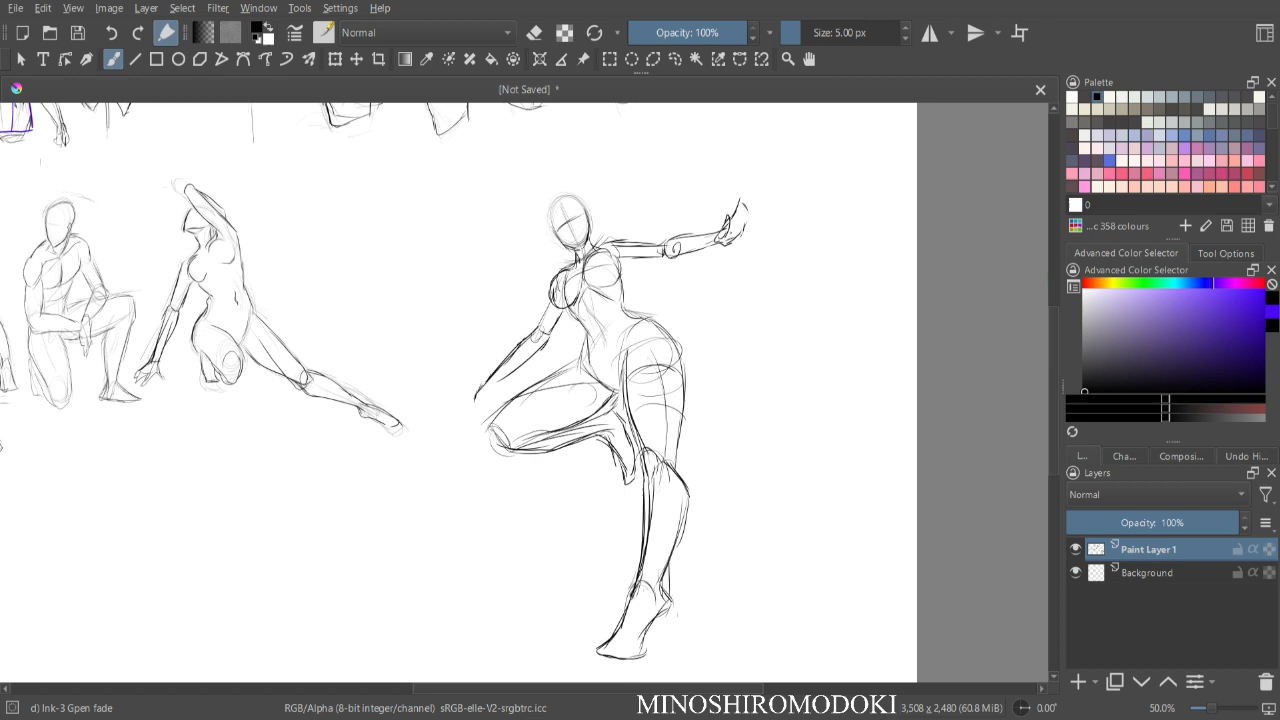 File Edit View Image Layer Select Filter Tools Window Settings Help
Normal Opacity: 100% Size: 5.00 px
[Not Saved] *
Palette
0
...c 358 colours
Advanced Color Selector Tool Options
Advanced Color Selector
L... Cha... Composi... Undo Hi...
Layers
Normal
Opacity: 100%
Paint Layer 1
Background
d) Ink-3 Gpen fade RGB/Alpha (8-bit integer/channel) sRGB-elle-V2-srgbtrc.icc MINOSHIROMODOKI 3,508 x 2,480 (60.8 MiB) 0.00° 50.0%